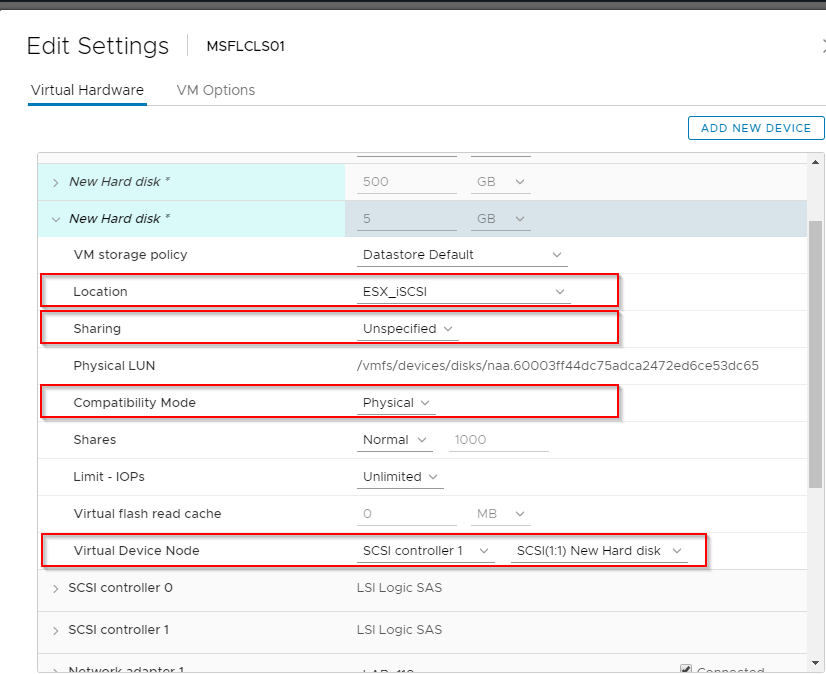 Edit Settings MSFLCLS01
Virtual Hardware VM Options
ADD NEW DEVICE
New Hard disk * 500 GB
New Hard disk * 5 GB
VM storage policy Datastore Default
Location ESX_iSCSI
Sharing Unspecified
Physical LUN /vmfs/devices/disks/naa.60003ff44dc75adca2472ed6ce53dc65
Compatibility Mode Physical
Shares Normal 1000
Limit - IOPs Unlimited
Virtual flash read cache 0 MB
Virtual Device Node SCSI controller 1 SCSI(1:1) New Hard disk
SCSI controller 0 LSI Logic SAS
SCSI controller 1 LSI Logic SAS
Network adapter 1 Connected